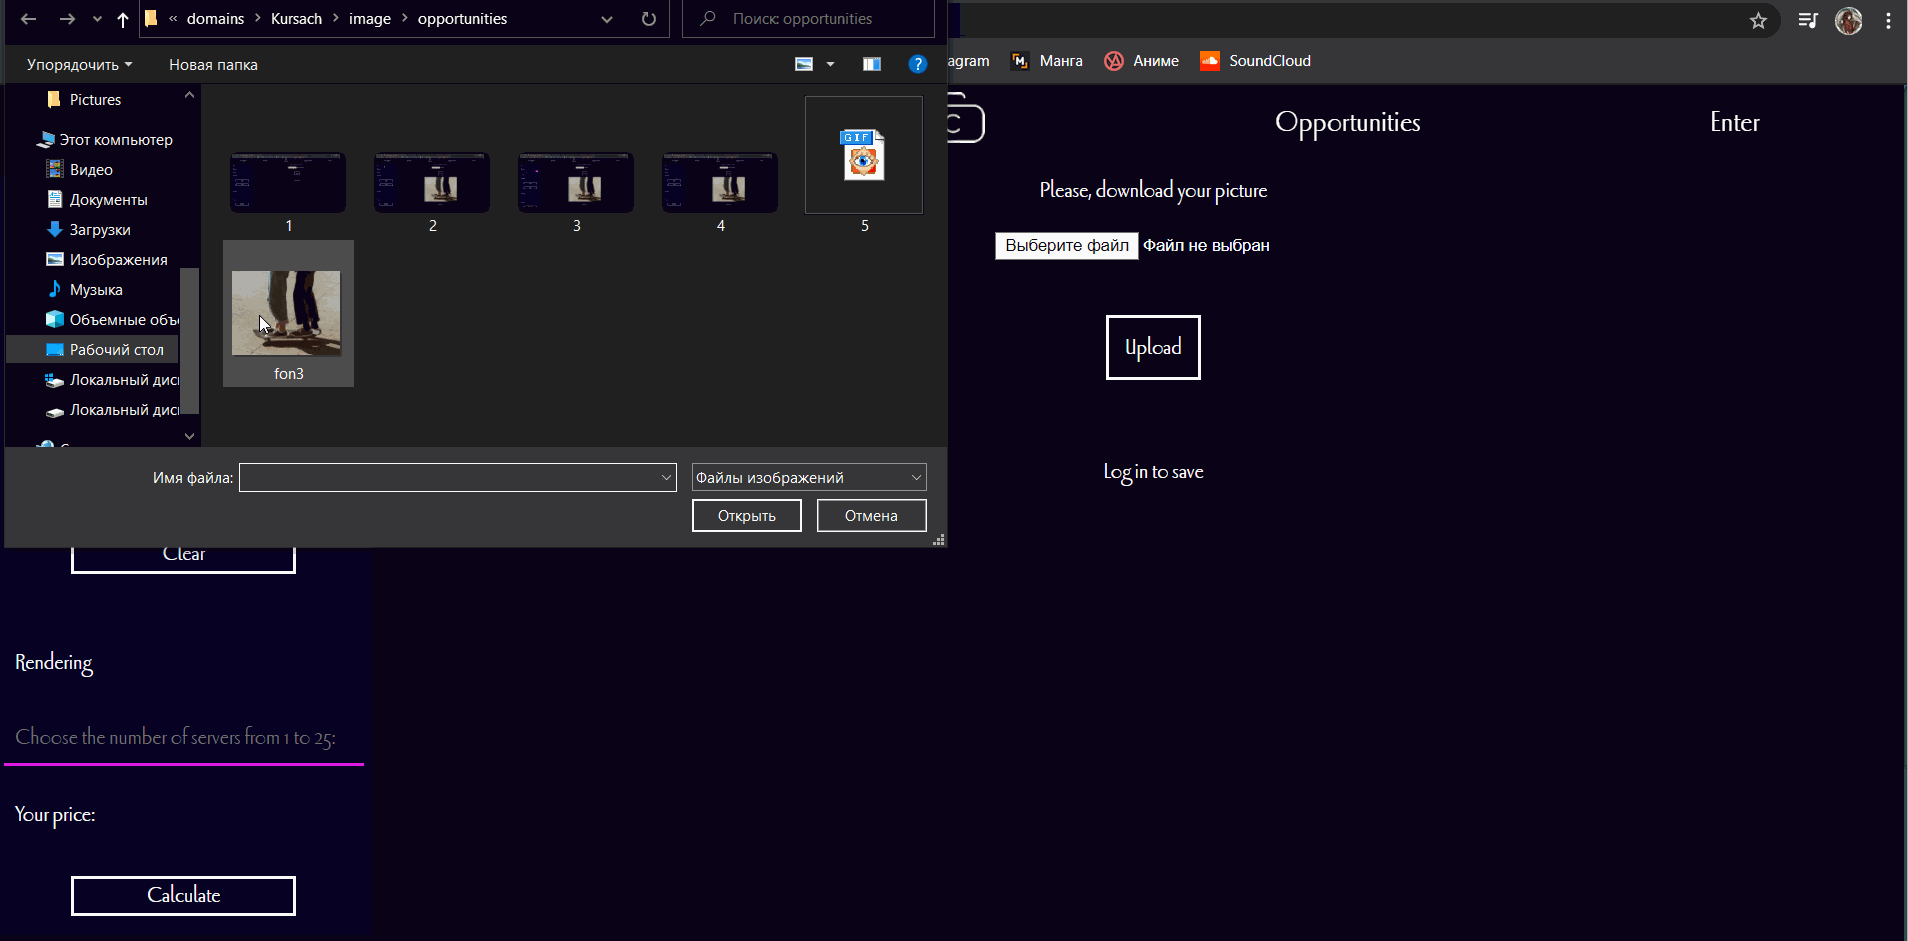 « domains > Kursach > image > opportunities
Поиск: opportunities
Упорядочить
Новая папка
agram
Манга
Аниме
SoundCloud
Pictures
Этот компьютер
Видео
Документы
Загрузки
Изображения
Музыка
Объемные объ
Рабочий стол
Локальный дис
Локальный дис
1
2
3
4
GIF
5
fon3
Имя файла:
Файлы изображений
Открыть
Отмена
C
Opportunities
Enter
Please, download your picture
Выберите файл Файл не выбран
Upload
Log in to save
Clear
Rendering
Choose the number of servers from 1 to 25:
Your price:
Calculate